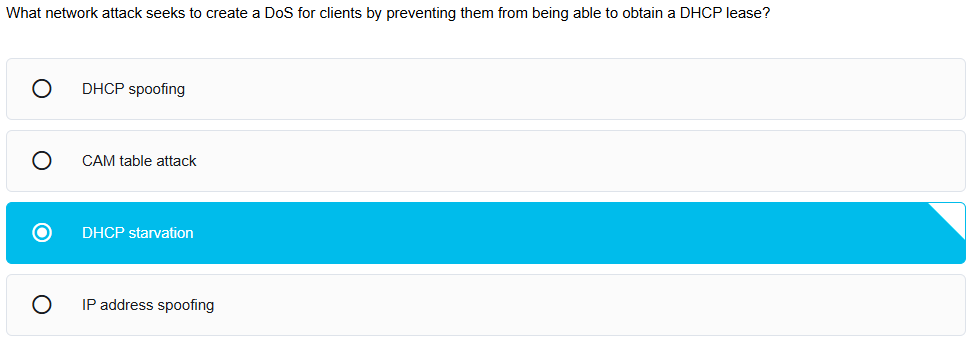 What network attack seeks to create a DoS for clients by preventing them from being able to obtain a DHCP lease?
DHCP spoofing
CAM table attack
DHCP starvation
IP address spoofing